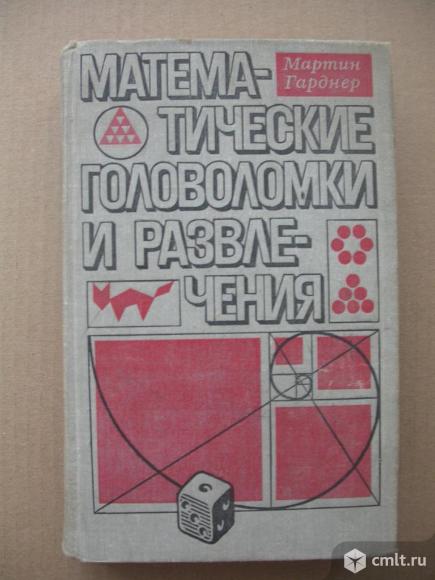 Мартин
Гарднер
МАТЕМА-
ТИЧЕСКИЕ
ГОЛОВОЛОМКИ
И РАЗВЛЕ-
ЧЕНИЯ
cmlt.ru